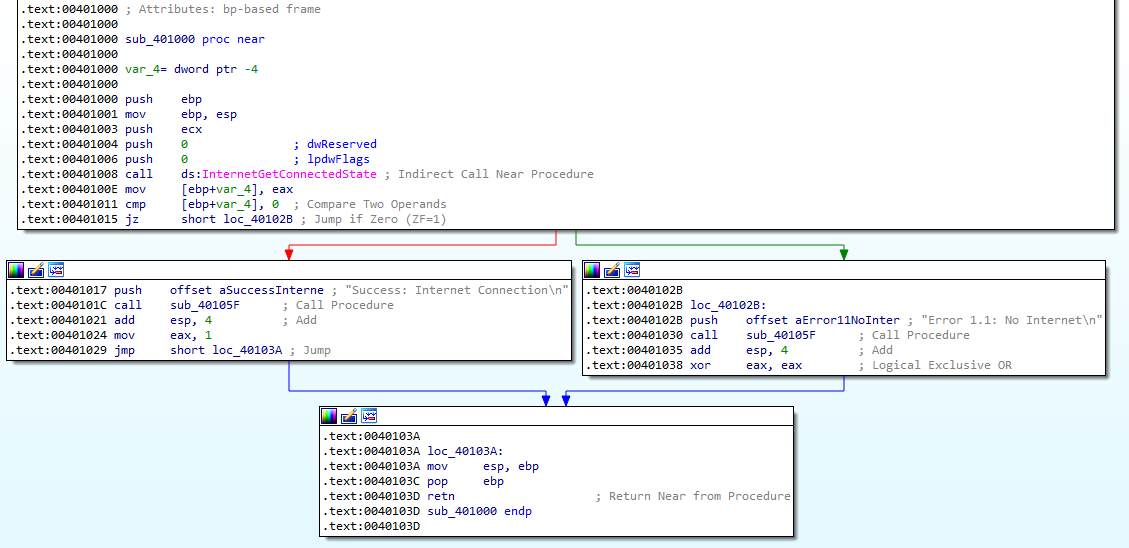 .text:00401000 ; Attributes: bp-based frame
.text:00401000
.text:00401000 sub_401000 proc near
.text:00401000
.text:00401000 var_4= dword ptr -4
.text:00401000
.text:00401000 push    ebp
.text:00401001 mov     ebp, esp
.text:00401003 push    ecx
.text:00401004 push    0               ; dwReserved
.text:00401006 push    0               ; lpdwFlags
.text:00401008 call    ds:InternetGetConnectedState ; Indirect Call Near Procedure
.text:0040100E mov     [ebp+var_4], eax
.text:00401011 cmp     [ebp+var_4], 0  ; Compare Two Operands
.text:00401015 jz      short loc_40102B ; Jump if Zero (ZF=1)
.text:00401017 push    offset aSuccessInterne ; "Success: Internet Connection\n"
.text:0040101C call    sub_40105F      ; Call Procedure
.text:00401021 add     esp, 4          ; Add
.text:00401024 mov     eax, 1
.text:00401029 jmp     short loc_40103A ; Jump
.text:0040102B
.text:0040102B loc_40102B:
.text:0040102B push    offset aError11NoInter ; "Error 1.1: No Internet\n"
.text:00401030 call    sub_40105F      ; Call Procedure
.text:00401035 add     esp, 4          ; Add
.text:00401038 xor     eax, eax        ; Logical Exclusive OR
.text:0040103A
.text:0040103A loc_40103A:
.text:0040103A mov     esp, ebp
.text:0040103C pop     ebp
.text:0040103D retn                    ; Return Near from Procedure
.text:0040103D sub_401000 endp
.text:0040103D